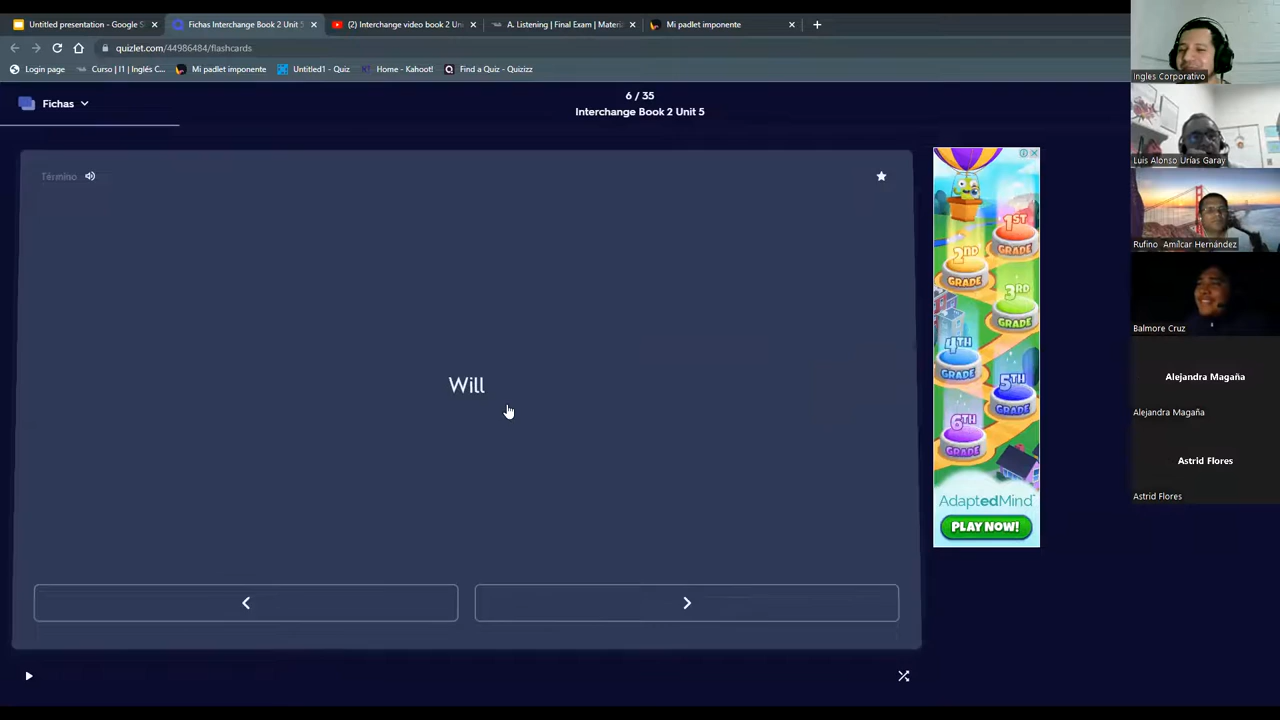 Untitled presentation - Google S
Fichas Interchange Book 2 Unit 5
(2) Interchange video book 2 Un
A. Listening | Final Exam | Materia
Mi padlet imponente
quizlet.com/44986484/flashcards
Login page
Curso | I1 | Inglés C...
Mi padlet imponente
Untitled1 - Quiz
Home - Kahoot!
Find a Quiz - Quizizz
Fichas
6 / 35
Interchange Book 2 Unit 5
Término
Will
1ST
GRADE
2ND
GRADE
3RD
GRADE
4TH
GRADE
5TH
GRADE
6TH
GRADE
AdaptedMind
PLAY NOW!
Ingles Corporativo
Luis Alonso Urías Garay
Rufino Amílcar Hernández
Balmore Cruz
Alejandra Magaña
Alejandra Magaña
Astrid Flores
Astrid Flores